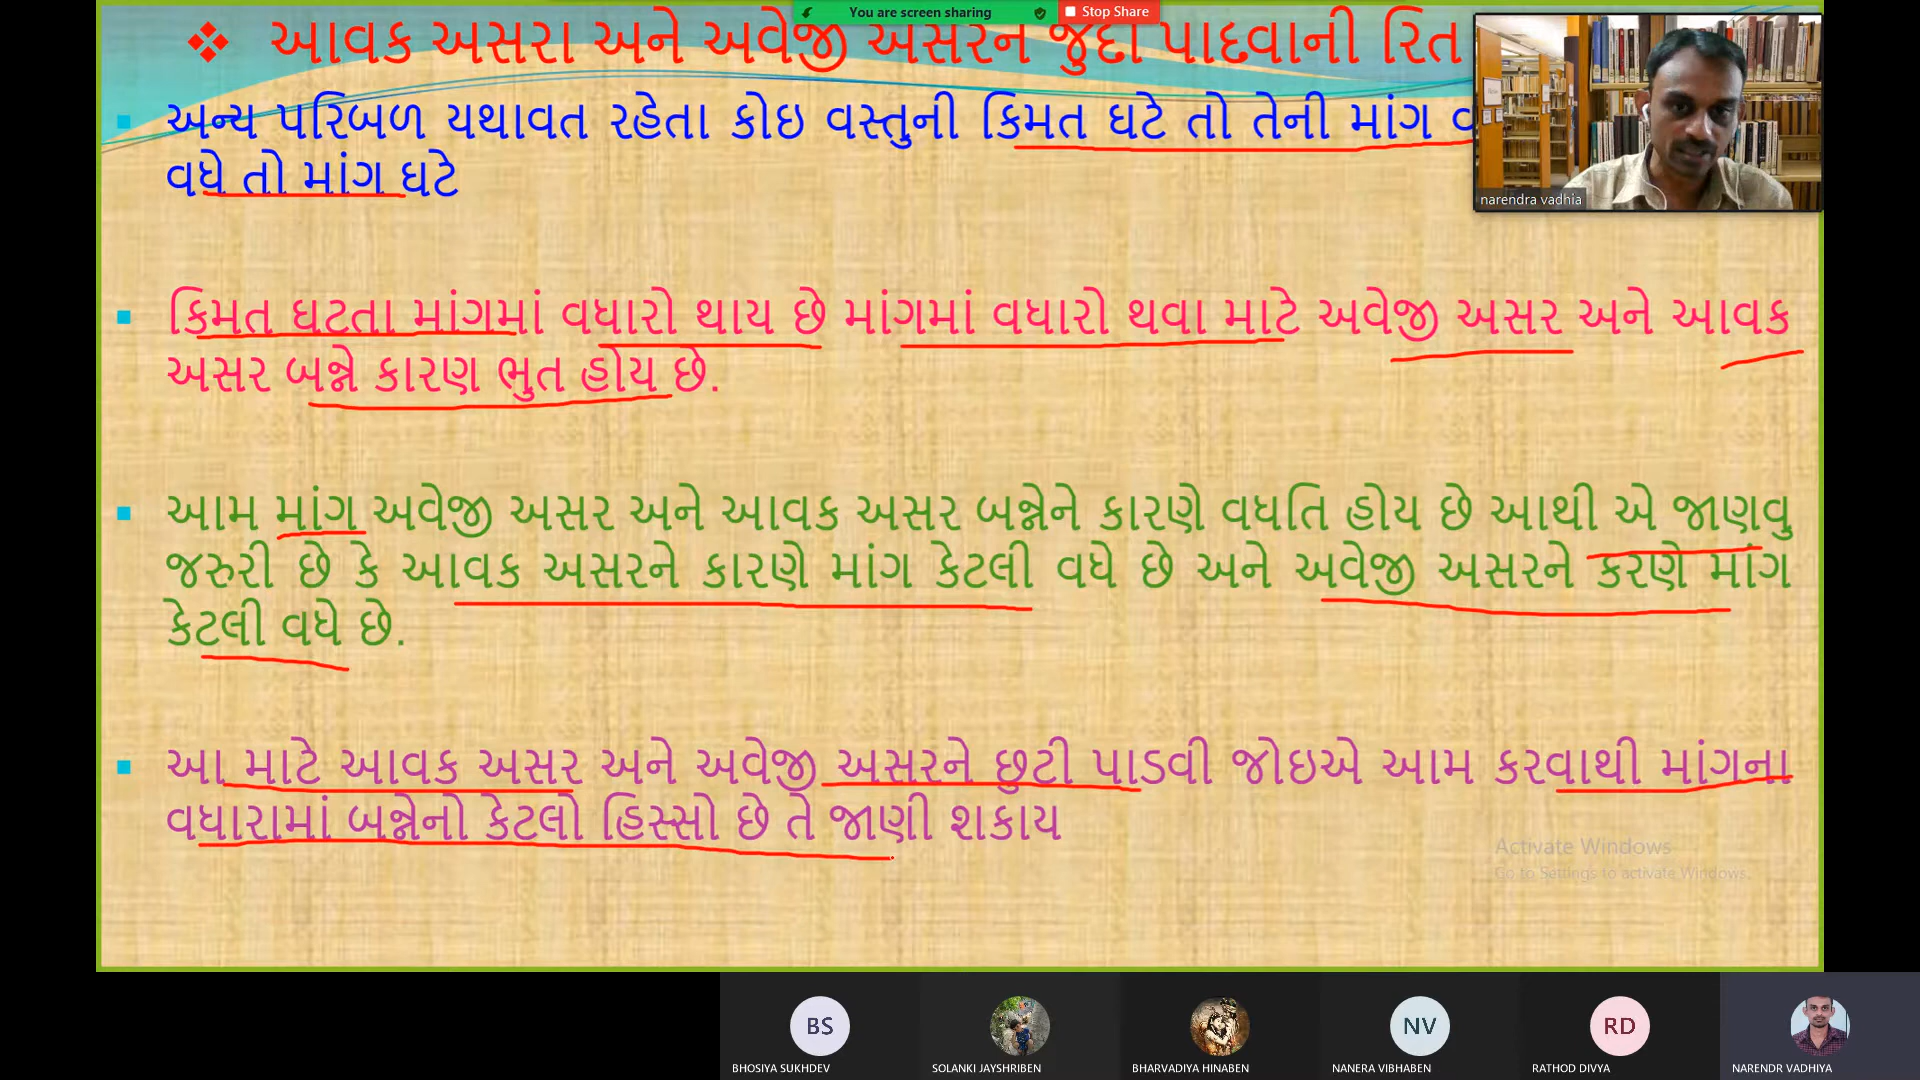 You are screen sharing
Stop Share
આવક અસરા અને અવેજી અસરન જુદા પાદવાની રિત
અન્ય પરિબળ યથાવત રહેતા કોઇ વસ્તુની કિમત ઘટે તો તેની માંગ વ
વધે તો માંગ ઘટે
narendra vadhia
કિમત ઘટતા માંગમાં વધારો થાય છે માંગમાં વધારો થવા માટે અવેજી અસર અને આવક
અસર બન્ને કારણ ભુત હોય છે.
આમ માંગ અવેજી અસર અને આવક અસર બન્નેને કારણે વધતિ હોય છે આથી એ જાણવુ
જરુરી છે કે આવક અસરને કારણે માંગ કેટલી વધે છે અને અવેજી અસરને કરણે માંગ
કેટલી વધે છે.
આ માટે આવક અસર અને અવેજી અસરને છુટી પાડવી જોઇએ આમ કરવાથી માંગના
વધારામાં બન્નેનો કેટલો હિસ્સો છે તે જાણી શકાય
Activate Windows
Go to Settings to activate Windows.
BS
NV
RD
BHOSIYA SUKHDEV
SOLANKI JAYSHRIBEN
BHARVADIYA HINABEN
NANERA VIBHABEN
RATHOD DIVYA
NARENDR VADHIYA